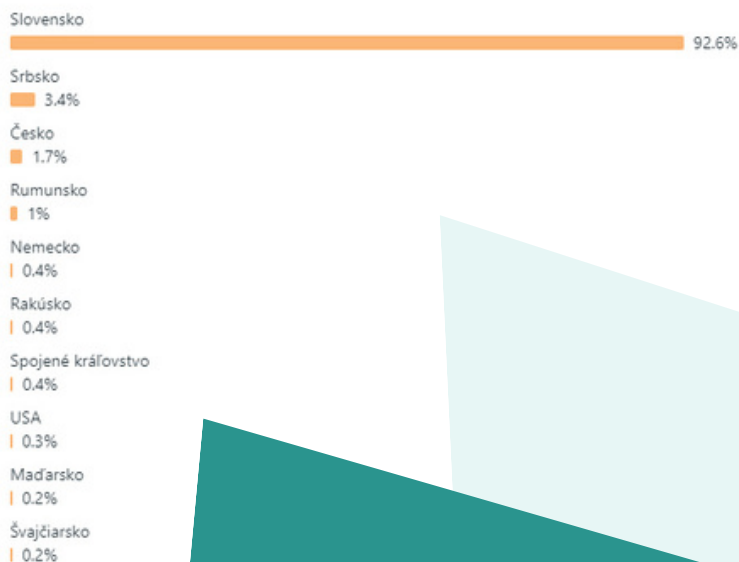 Slovensko
92.6%
Srbsko
3.4%
Česko
1.7%
Rumunsko
1%
Nemecko
0.4%
Rakúsko
0.4%
Spojené kráľovstvo
0.4%
USA
0.3%
Maďarsko
0.2%
Švajčiarsko
0.2%